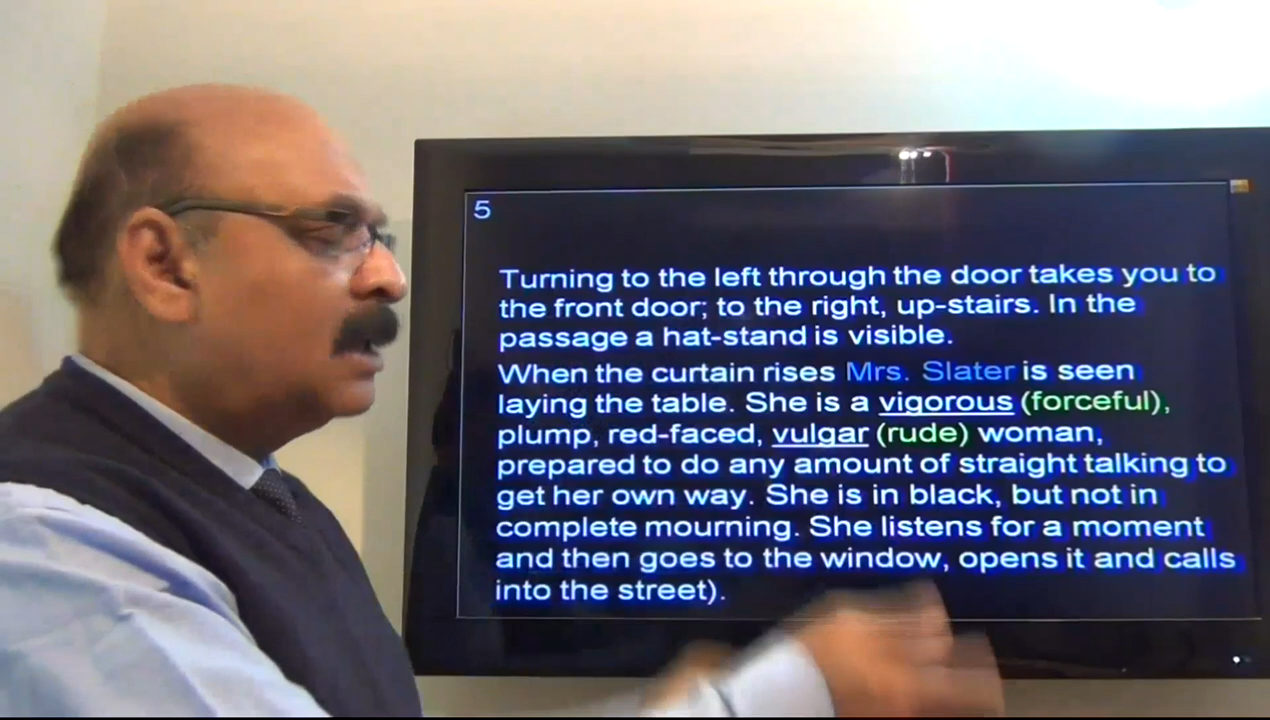 5
Turning to the left through the door takes you to
the front door; to the right, up-stairs. In the
passage a hat-stand is visible.
When the curtain rises Mrs. Slater is seen
laying the table. She is a vigorous (forceful),
plump, red-faced, vulgar (rude) woman,
prepared to do any amount of straight talking to
get her own way. She is in black, but not in
complete mourning. She listens for a moment
and then goes to the window, opens it and calls
into the street).